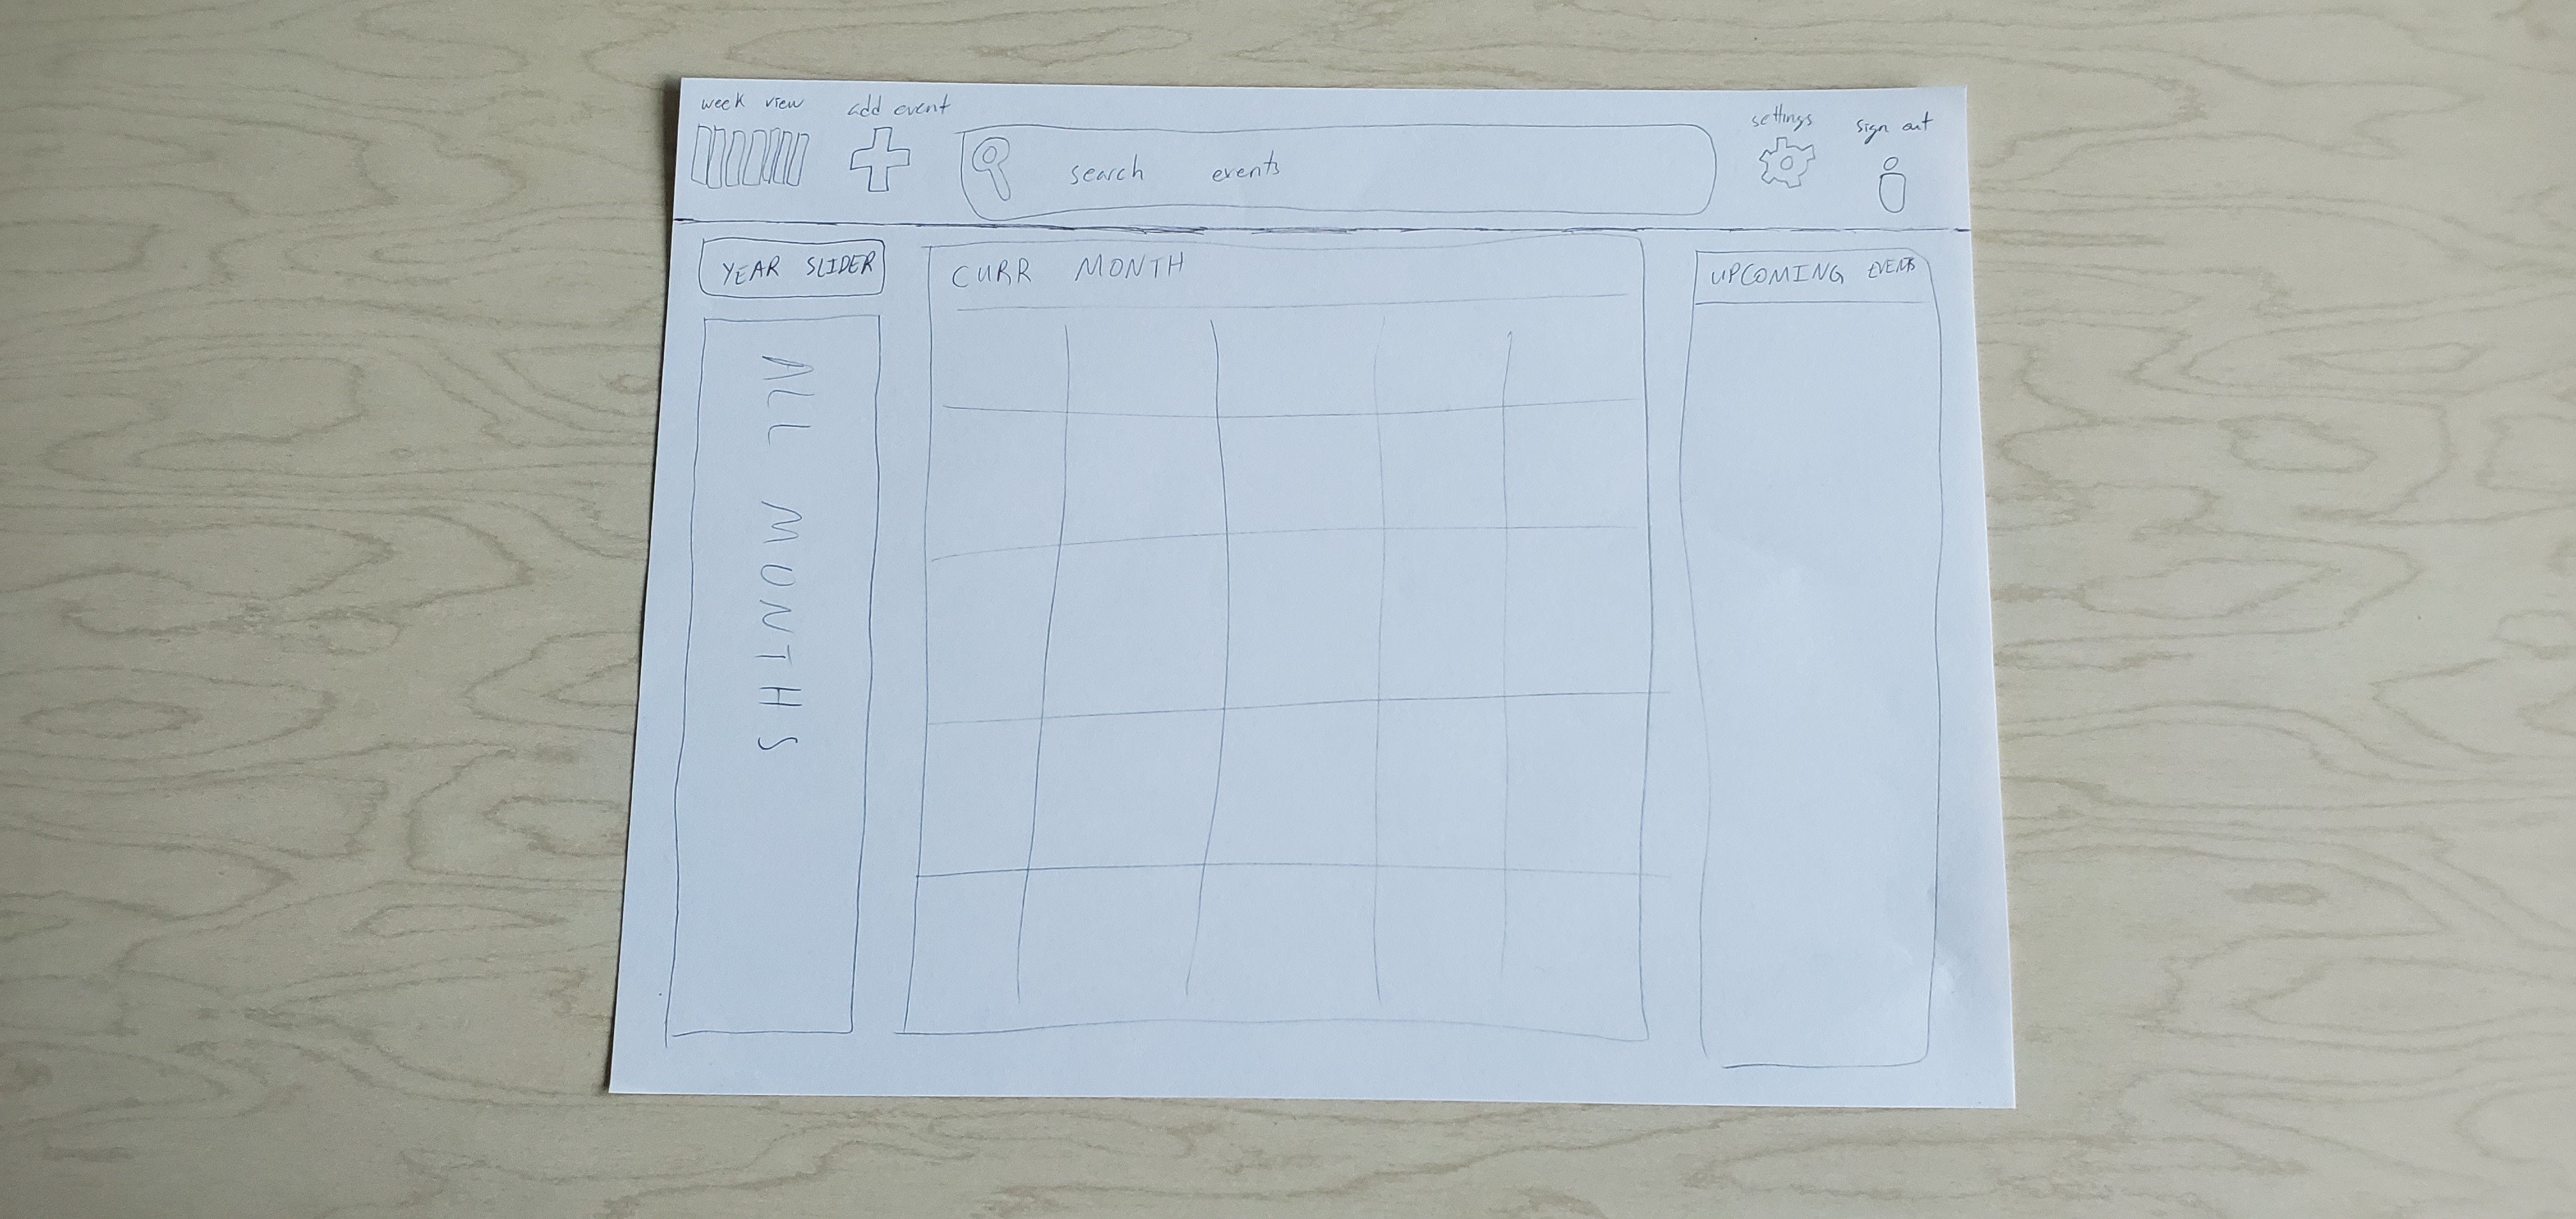 week view
add event
search events
settings
sign out
YEAR SLIDER
ALL MONTHS
CURR MONTH
UPCOMING EVENTS